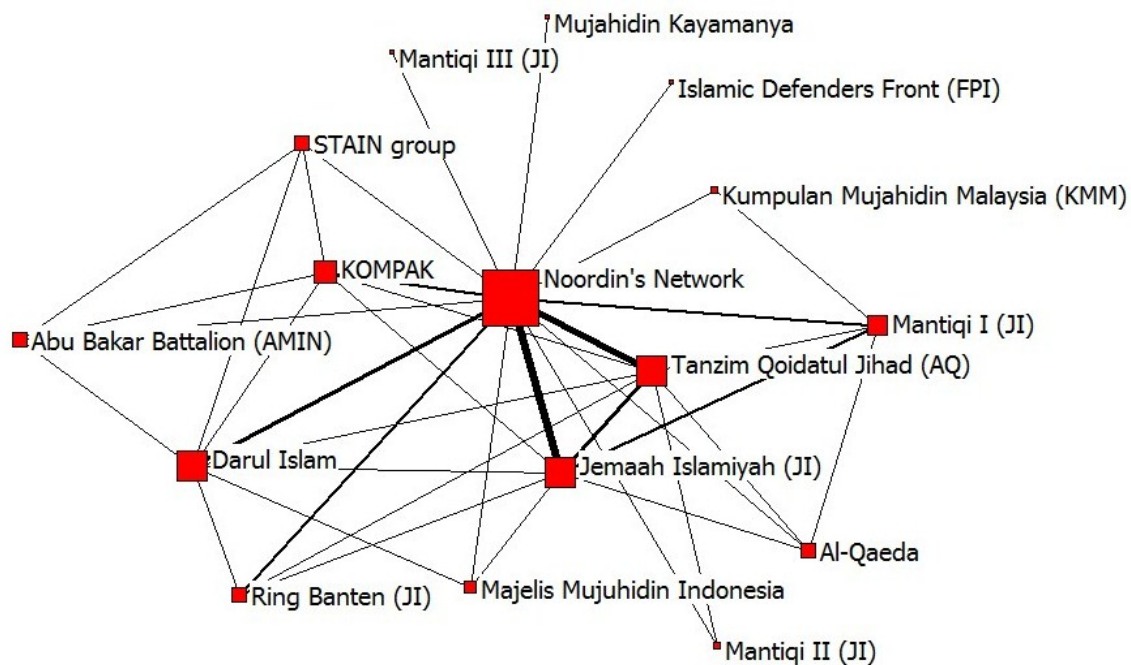 Mujahidin Kayamanya
Mantiqi III (JI)
Islamic Defenders Front (FPI)
STAIN group
Kumpulan Mujahidin Malaysia (KMM)
KOMPAK
Noordin's Network
Abu Bakar Battalion (AMIN)
Mantiqi I (JI)
Tanzim Qoidatul Jihad (AQ)
Darul Islam
Jemaah Islamiyah (JI)
Al-Qaeda
Ring Banten (JI)
Majelis Mujuhidin Indonesia
Mantiqi II (JI)